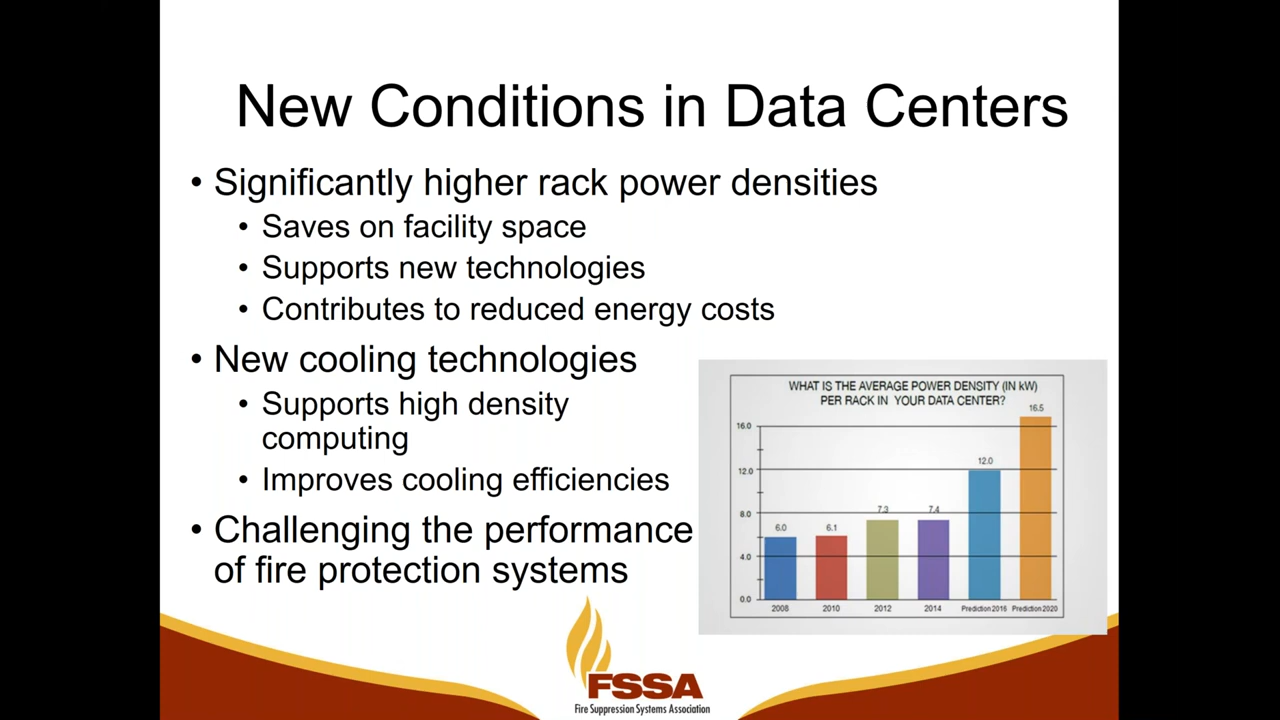 New Conditions in Data Centers
• Significantly higher rack power densities
• Saves on facility space
• Supports new technologies
• Contributes to reduced energy costs
• New cooling technologies
• Supports high density
computing
• Improves cooling efficiencies
• Challenging the performance
of fire protection systems
WHAT IS THE AVERAGE POWER DENSITY (IN kW)
PER RACK IN YOUR DATA CENTER?
16.5
16.0
12.0
12.0
8.0
7.3
7.4
6.0
6.1
4.0
0.0
2008 2010 2012 2014 Prediction 2016 Prediction 2020
FSSA
Fire Suppression Systems Association